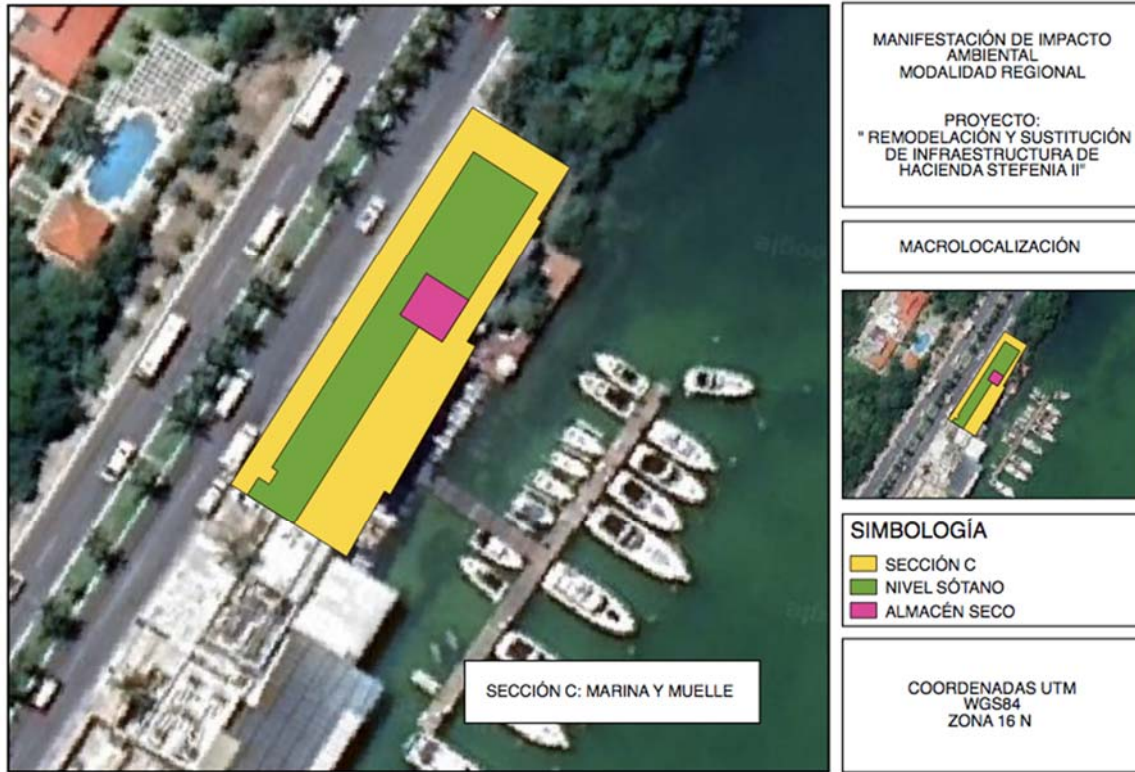 MANIFESTACIÓN DE IMPACTO
AMBIENTAL
MODALIDAD REGIONAL
PROYECTO:
" REMODELACIÓN Y SUSTITUCIÓN
DE INFRAESTRUCTURA DE
HACIENDA STEFENIA II"
MACROLOCALIZACIÓN
SIMBOLOGÍA
SECCIÓN C
NIVEL SÓTANO
ALMACÉN SECO
SECCIÓN C: MARINA Y MUELLE
COORDENADAS UTM
WGS84
ZONA 16 N